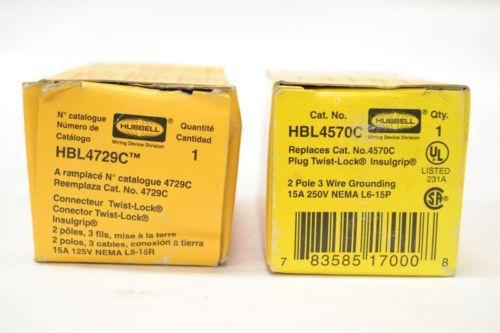 N° catalogue
Número de
Catálogo
HUBBELL
Wiring Device Division
Quantité
Cantidad
1
HBL4729C™
A remplacé N° catalogue 4729C
Reemplaza Cat. No. 4729C
Connecteur Twist-Lock®
Conector Twist-Lock®
Insulgrip®
2 pôles, 3 fils, mise à la terre
2 polos, 3 cables, conexión a tierra
15A 125V NEMA L5-15R
Cat. No.
HUBBELL
Wiring Device Division
Qty.
HBL4570C
1
Replaces Cat. No.4570C
Plug Twist-Lock® Insulgrip®
UL
LISTED
231A
2 Pole 3 Wire Grounding
15A 250V NEMA L6-15P
SA
7 83585 17000 8